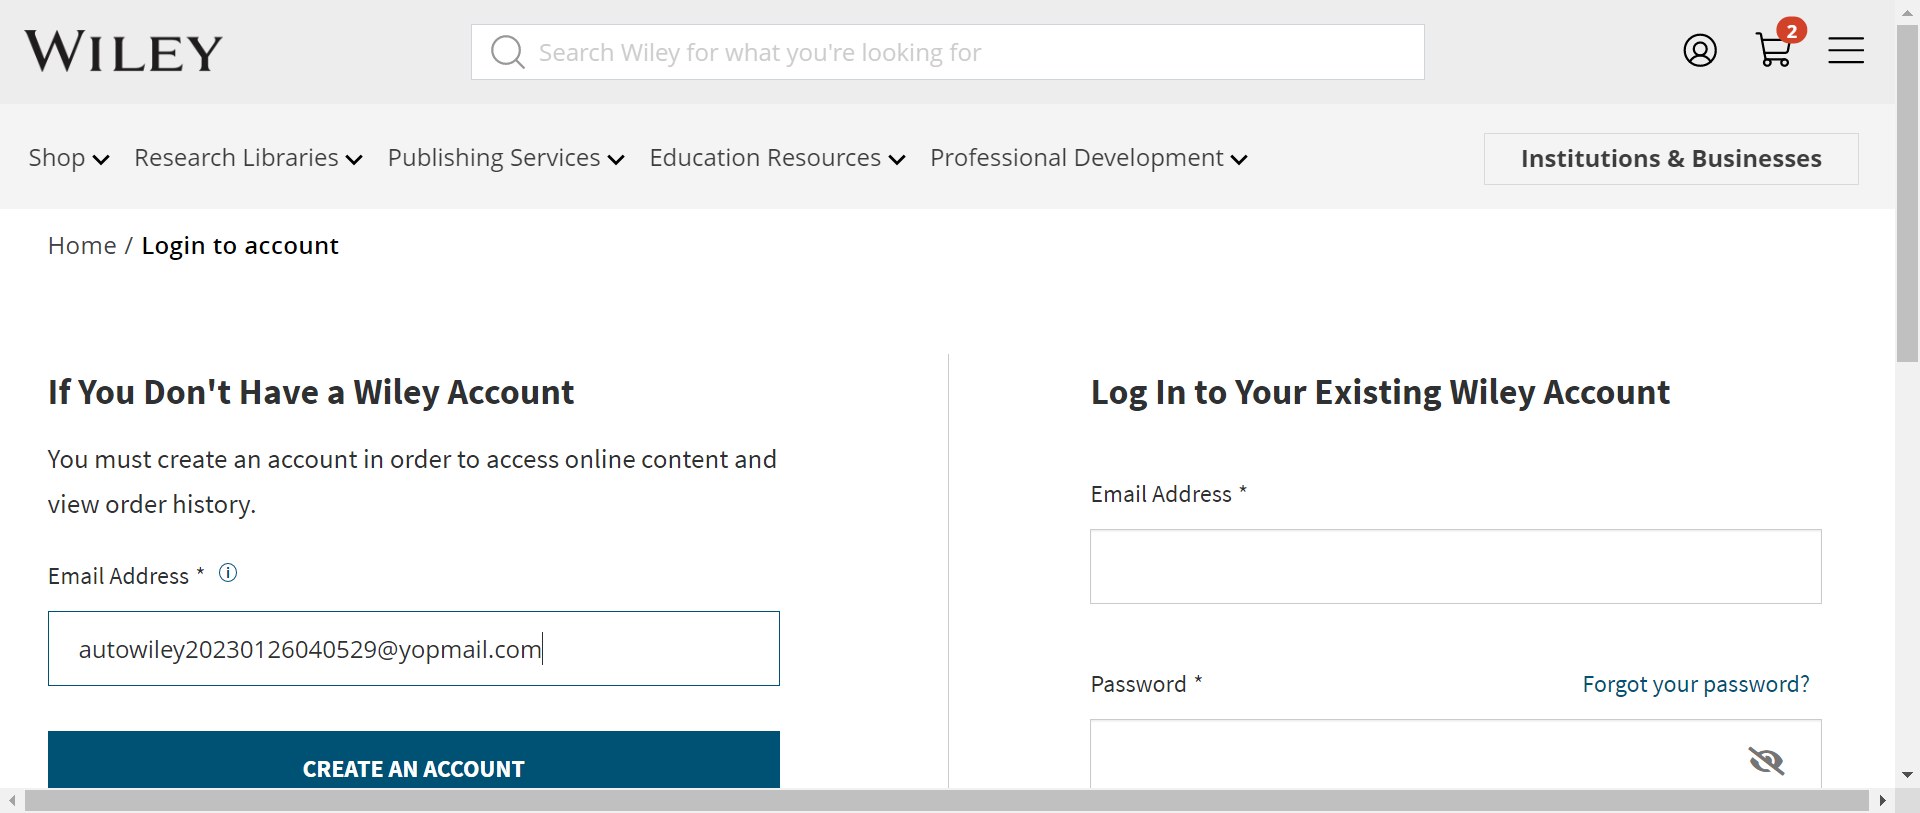 WILEY
Search Wiley for what you're looking for
2
Shop Research Libraries Publishing Services Education Resources Professional Development Institutions & Businesses
Home / Login to account
If You Don't Have a Wiley Account
You must create an account in order to access online content and
view order history.
Email Address *
autowiley20230126040529@yopmail.com
CREATE AN ACCOUNT
Log In to Your Existing Wiley Account
Email Address *
Password * Forgot your password?